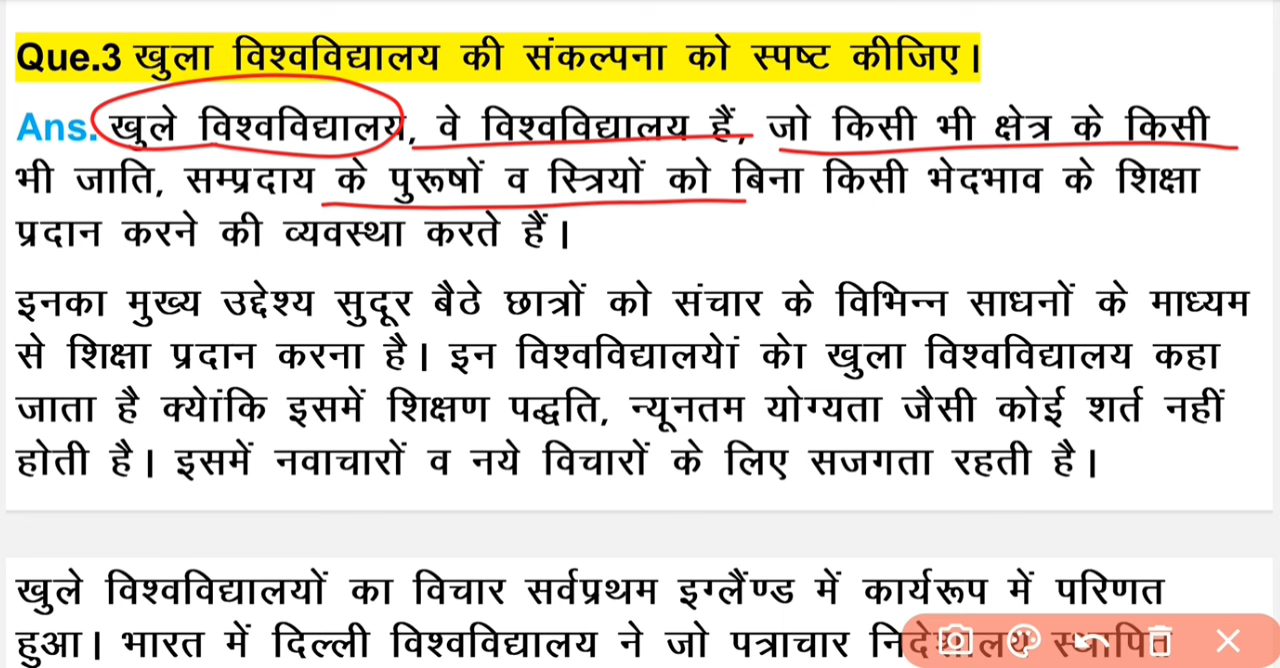 Que.3 खुला विश्वविद्यालय की संकल्पना को स्पष्ट कीजिए।
Ans. खुले विश्वविद्यालय, वे विश्वविद्यालय हैं, जो किसी भी क्षेत्र के किसी
भी जाति, सम्प्रदाय के पुरूषों व स्त्रियों को बिना किसी भेदभाव के शिक्षा
प्रदान करने की व्यवस्था करते हैं।
इनका मुख्य उद्देश्य सुदूर बैठे छात्रों को संचार के विभिन्न साधनों के माध्यम
से शिक्षा प्रदान करना है। इन विश्वविद्यालयेां केा खुला विश्वविद्यालय कहा
जाता है क्येांकि इसमें शिक्षण पद्धति, न्यूनतम योग्यता जैसी कोई शर्त नहीं
होती है। इसमें नवाचारों व नये विचारों के लिए सजगता रहती है।
खुले विश्वविद्यालयों का विचार सर्वप्रथम इग्लैंण्ड में कार्यरूप में परिणत
हुआ। भारत में दिल्ली विश्वविद्यालय ने जो पत्राचार निदेशालय स्थापित